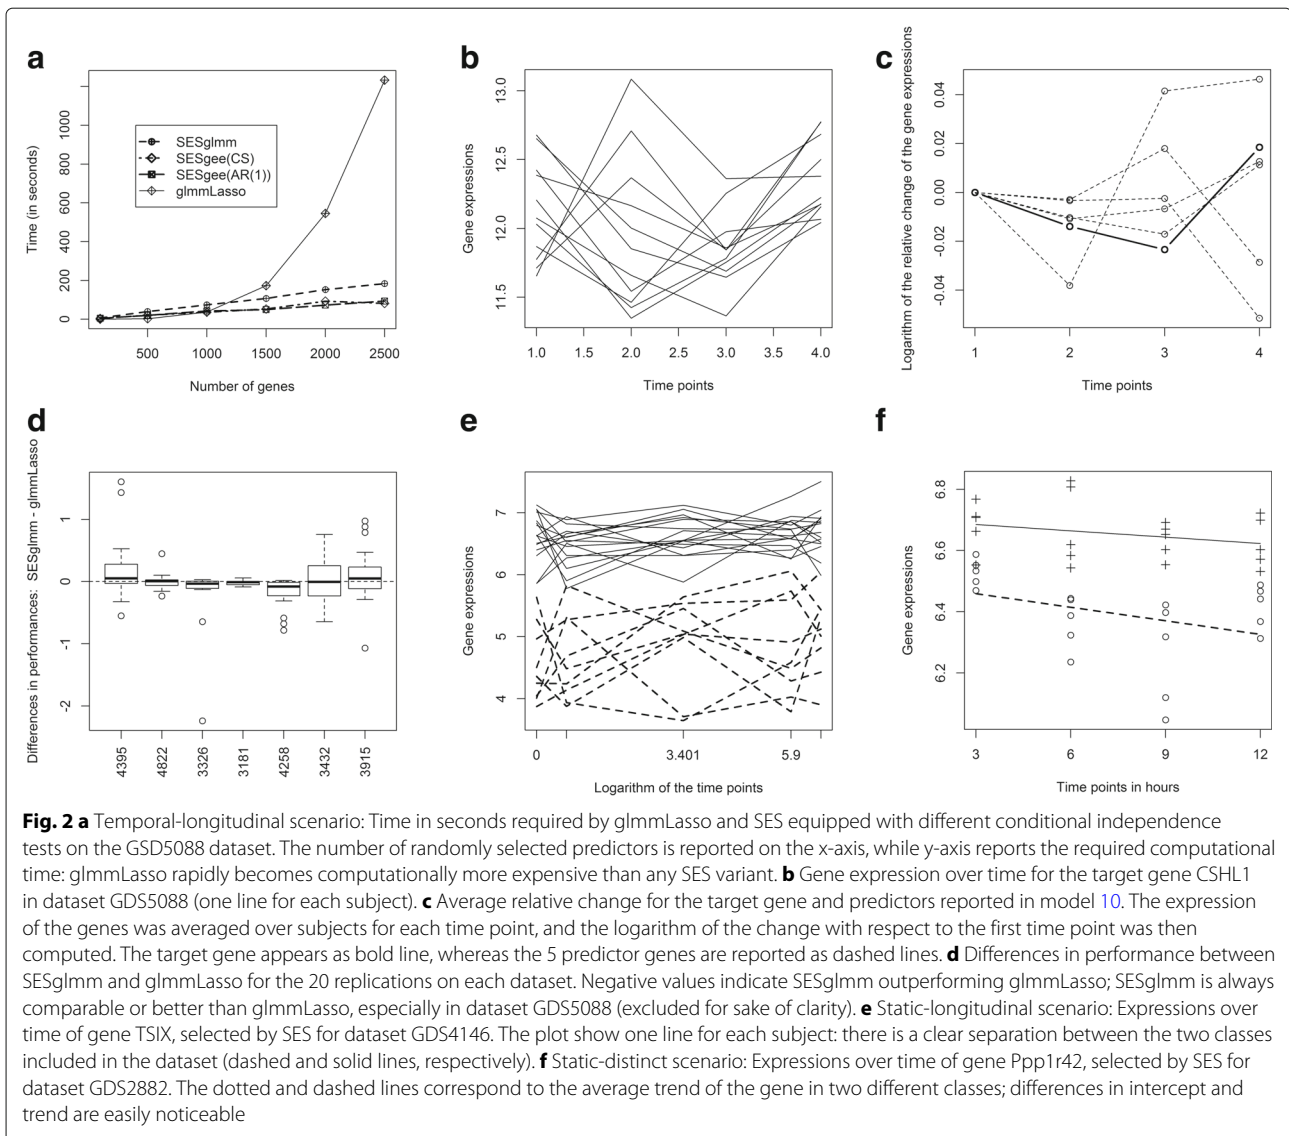 a
Time (in seconds)
0 200 400 600 800 1000
SESglmm
SESgee(CS)
SESgee(AR(1))
glmmLasso
500 1000 1500 2000 2500
Number of genes
b
Gene expressions
11.5 12.0 12.5 13.0
1.0 2.0 2.5 3.0 3.5 4.0
Time points
c
Logarithm of the relative change of the gene expressions
-0.04 -0.02 0.00 0.02 0.04
1 2 3 4
Time points
d
Differences in performances: SESglmm - glmmLasso
-2 -1 0 1
4395 4822 3326 3181 4258 3432 3915
e
Gene expressions
4 5 6 7
0 3.401 5.9
Logarithm of the time points
f
Gene expressions
6.2 6.4 6.6 6.8
3 6 9 12
Time points in hours
Fig. 2 a Temporal-longitudinal scenario: Time in seconds required by glmmLasso and SES equipped with different conditional independence
tests on the GSD5088 dataset. The number of randomly selected predictors is reported on the x-axis, while y-axis reports the required computational
time: glmmLasso rapidly becomes computationally more expensive than any SES variant. b Gene expression over time for the target gene CSHL1
in dataset GDS5088 (one line for each subject). c Average relative change for the target gene and predictors reported in model 10. The expression
of the genes was averaged over subjects for each time point, and the logarithm of the change with respect to the first time point was then
computed. The target gene appears as bold line, whereas the 5 predictor genes are reported as dashed lines. d Differences in performance between
SESglmm and glmmLasso for the 20 replications on each dataset. Negative values indicate SESglmm outperforming glmmLasso; SESglmm is always
comparable or better than glmmLasso, especially in dataset GDS5088 (excluded for sake of clarity). e Static-longitudinal scenario: Expressions over
time of gene TSIX, selected by SES for dataset GDS4146. The plot show one line for each subject: there is a clear separation between the two classes
included in the dataset (dashed and solid lines, respectively). f Static-distinct scenario: Expressions over time of gene Ppp1r42, selected by SES for
dataset GDS2882. The dotted and dashed lines correspond to the average trend of the gene in two different classes; differences in intercept and
trend are easily noticeable